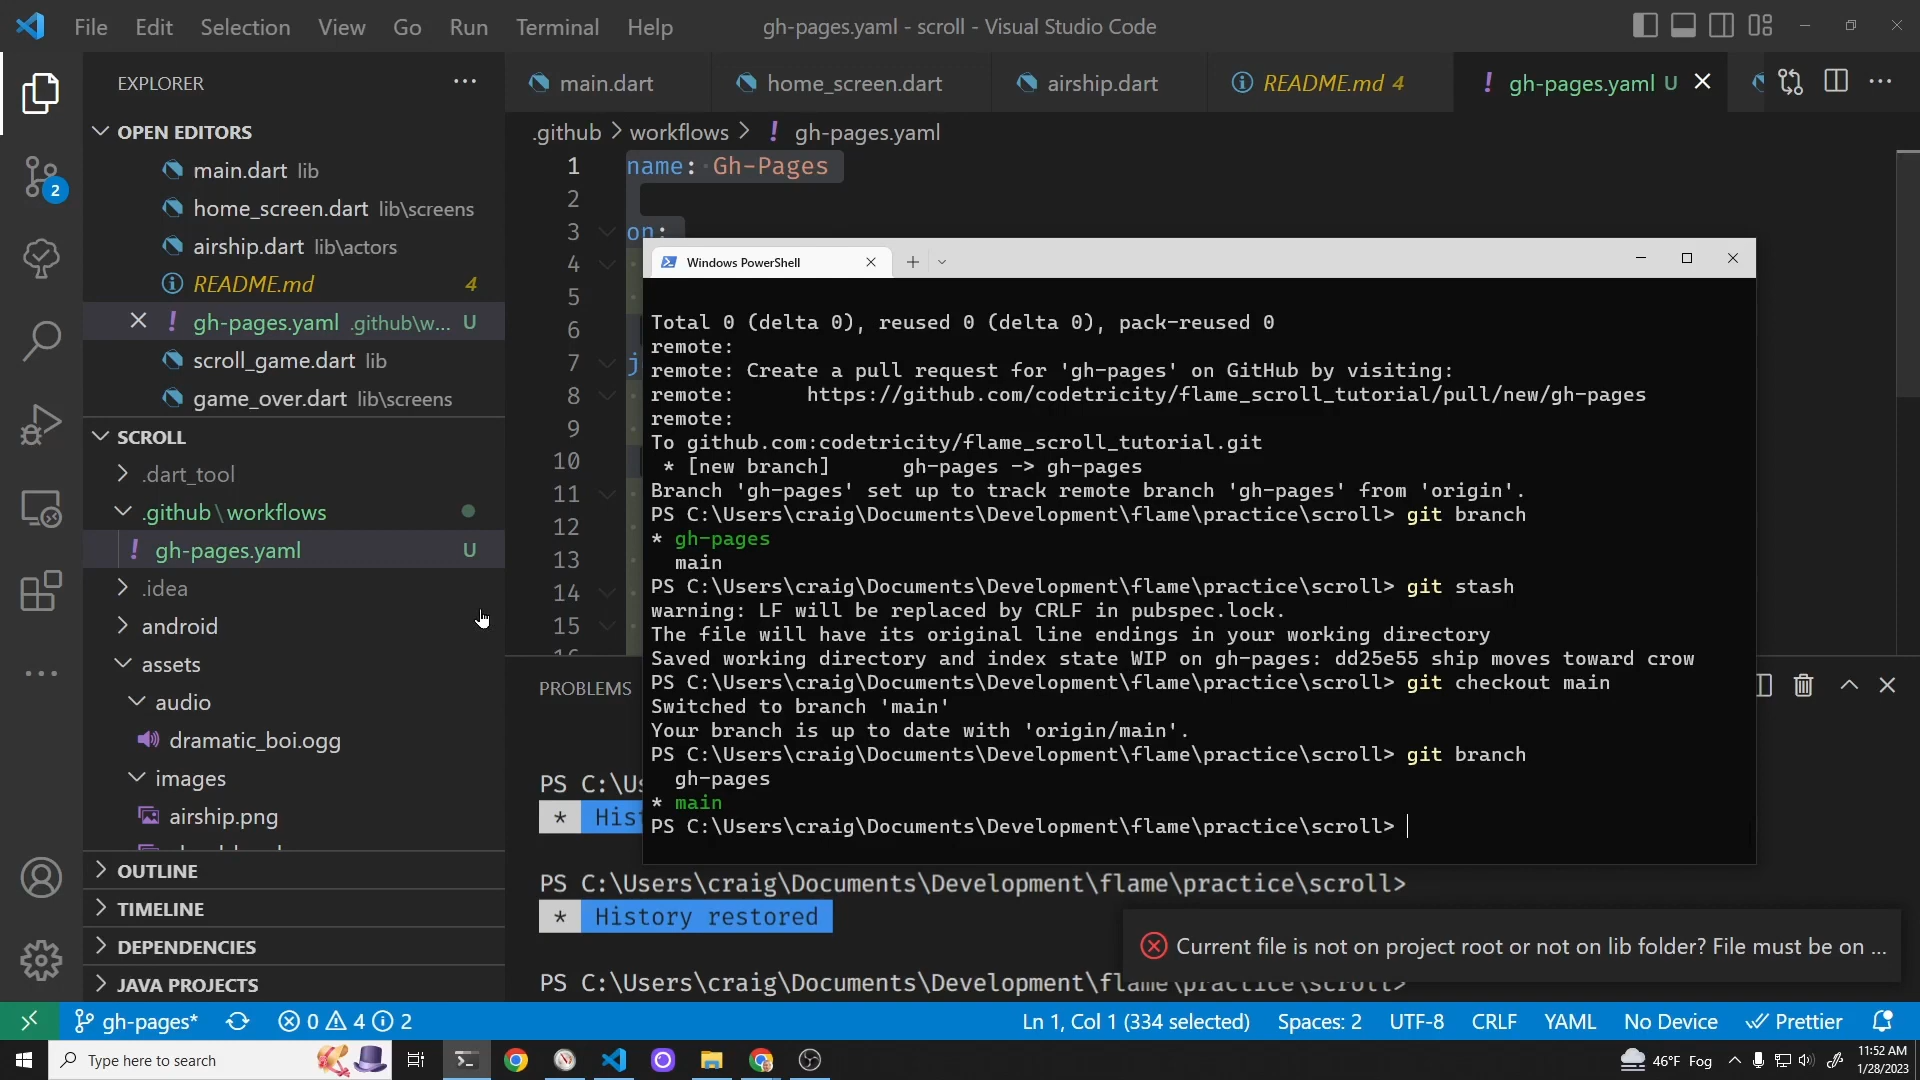 File Edit Selection View Go Run Terminal Help gh-pages.yaml - scroll - Visual Studio Code
EXPLORER
main.dart home_screen.dart airship.dart README.md 4 gh-pages.yaml U
OPEN EDITORS
.github > workflows > ! gh-pages.yaml
main.dart lib
home_screen.dart lib\screens
airship.dart lib\actors
README.md 4
! gh-pages.yaml .github\w... U
scroll_game.dart lib
game_over.dart lib\screens
SCROLL
.dart_tool
.github\workflows
! gh-pages.yaml U
.idea
android
assets
audio
dramatic_boi.ogg
images
airship.png
OUTLINE
TIMELINE
DEPENDENCIES
JAVA PROJECTS
1 name: Gh-Pages
2
3 on:
4
5
6
7 j
8
9
10
11
12
13
14
15
Windows PowerShell
Total 0 (delta 0), reused 0 (delta 0), pack-reused 0
remote:
remote: Create a pull request for 'gh-pages' on GitHub by visiting:
remote: https://github.com/codetricity/flame_scroll_tutorial/pull/new/gh-pages
remote:
To github.com:codetricity/flame_scroll_tutorial.git
* [new branch] gh-pages -> gh-pages
Branch 'gh-pages' set up to track remote branch 'gh-pages' from 'origin'.
PS C:\Users\craig\Documents\Development\flame\practice\scroll> git branch
* gh-pages
main
PS C:\Users\craig\Documents\Development\flame\practice\scroll> git stash
warning: LF will be replaced by CRLF in pubspec.lock.
The file will have its original line endings in your working directory
Saved working directory and index state WIP on gh-pages: dd25e55 ship moves toward crow
PS C:\Users\craig\Documents\Development\flame\practice\scroll> git checkout main
Switched to branch 'main'
Your branch is up to date with 'origin/main'.
PS C:\Users\craig\Documents\Development\flame\practice\scroll> git branch
gh-pages
* main
PS C:\Users\craig\Documents\Development\flame\practice\scroll>
PROBLEMS
PS C:\Us
* Hist
PS C:\Users\craig\Documents\Development\flame\practice\scroll>
* History restored
PS C:\Users\craig\Documents\Development\flame\practice\scroll>
Current file is not on project root or not on lib folder? File must be on ...
2
gh-pages* 0 4 2 Ln 1, Col 1 (334 selected) Spaces: 2 UTF-8 CRLF YAML No Device Prettier
Type here to search 46°F Fog 11:52 AM
1/28/2023